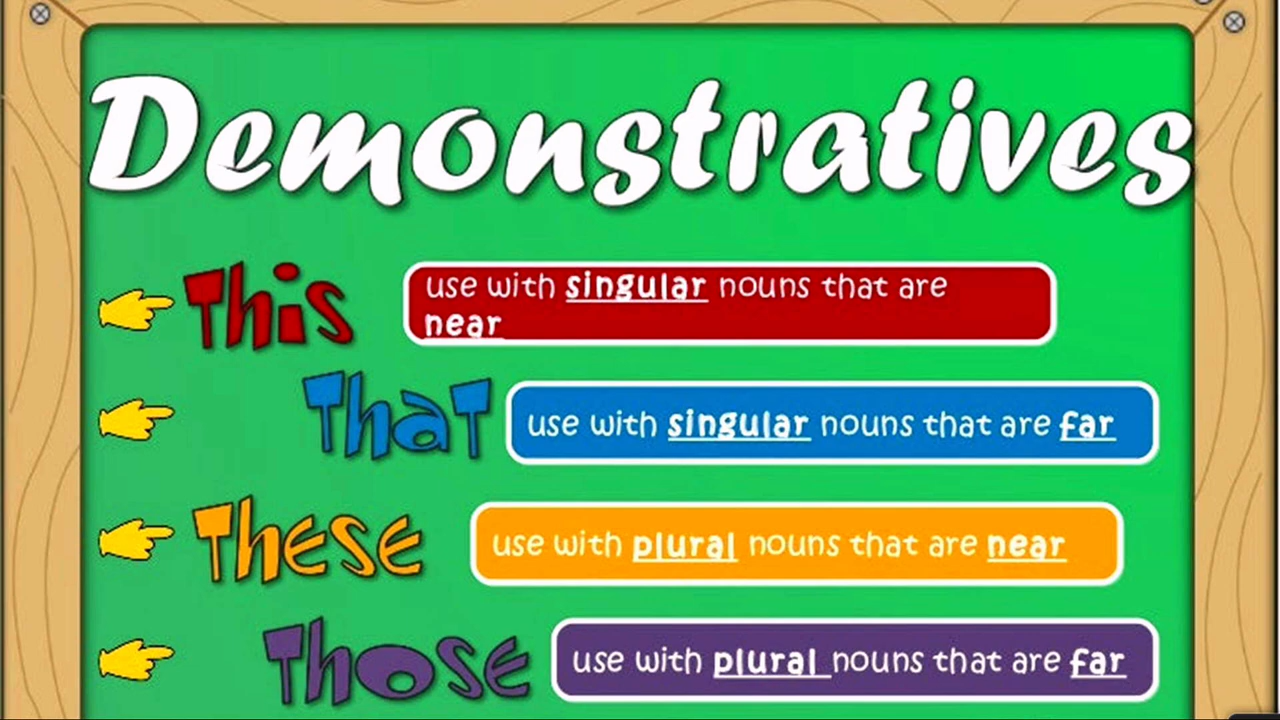 Demonstratives
This
use with singular nouns that are
near
That
use with singular nouns that are far
These
use with plural nouns that are near
Those
use with plural nouns that are far